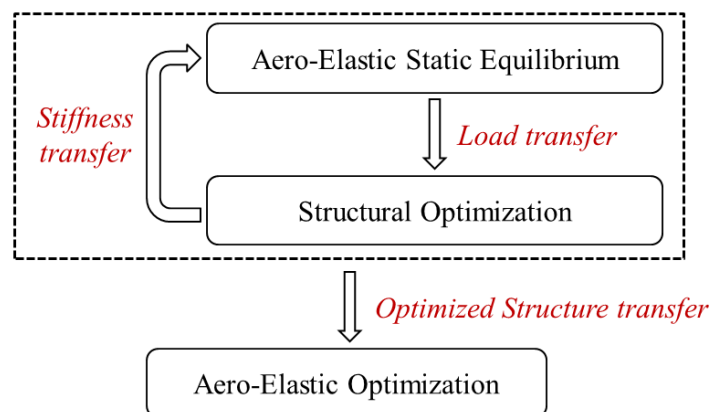 Aero-Elastic Static Equilibrium
Stiffness
transfer
Load transfer
Structural Optimization
Optimized Structure transfer
Aero-Elastic Optimization